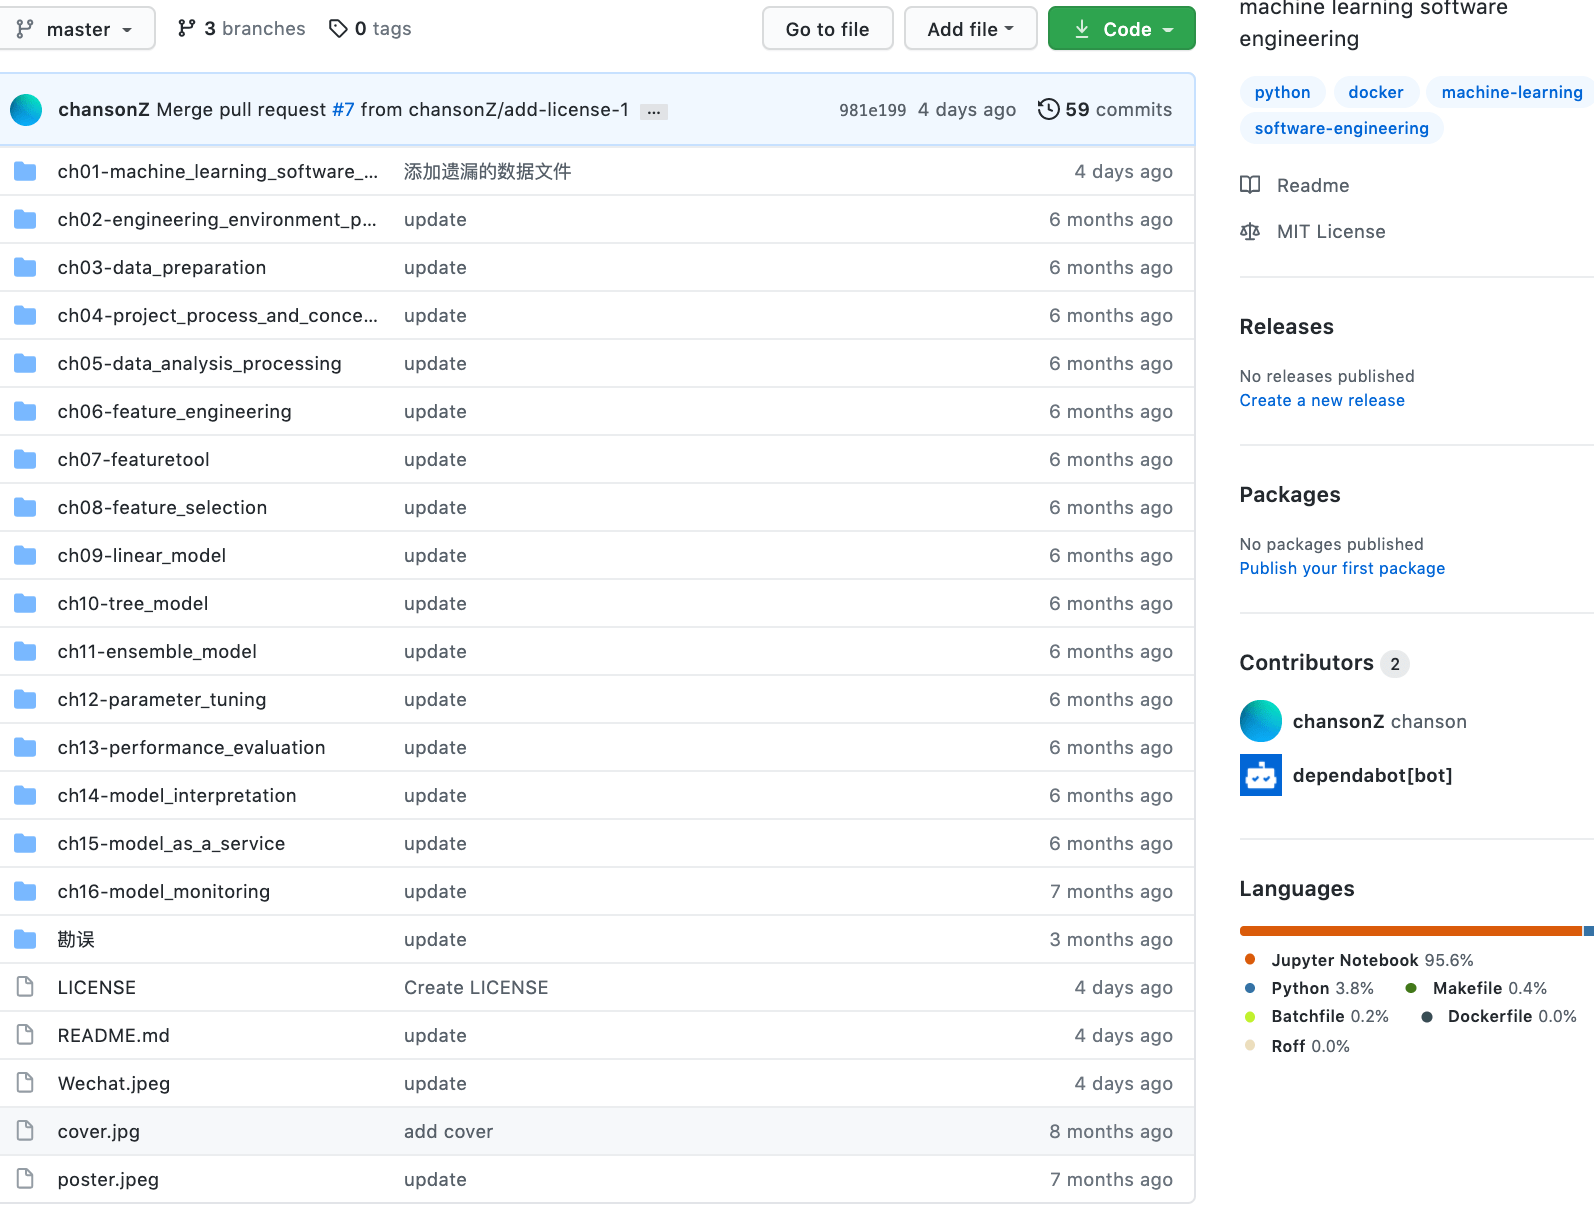 master
3 branches
0 tags
Go to file
Add file
Code
chansonZ Merge pull request #7 from chansonZ/add-license-1 ...
981e199 4 days ago
59 commits
ch01-machine_learning_software_... 添加遗漏的数据文件 4 days ago
ch02-engineering_environment_p... update 6 months ago
ch03-data_preparation update 6 months ago
ch04-project_process_and_conce... update 6 months ago
ch05-data_analysis_processing update 6 months ago
ch06-feature_engineering update 6 months ago
ch07-featuretool update 6 months ago
ch08-feature_selection update 6 months ago
ch09-linear_model update 6 months ago
ch10-tree_model update 6 months ago
ch11-ensemble_model update 6 months ago
ch12-parameter_tuning update 6 months ago
ch13-performance_evaluation update 6 months ago
ch14-model_interpretation update 6 months ago
ch15-model_as_a_service update 6 months ago
ch16-model_monitoring update 7 months ago
勘误 update 3 months ago
LICENSE Create LICENSE 4 days ago
README.md update 4 days ago
Wechat.jpeg update 4 days ago
cover.jpg add cover 8 months ago
poster.jpeg update 7 months ago
machine learning software
engineering
python docker machine-learning
software-engineering
Readme
MIT License
Releases
No releases published
Create a new release
Packages
No packages published
Publish your first package
Contributors 2
chansonZ chanson
dependabot[bot]
Languages
Jupyter Notebook 95.6%
Python 3.8% Makefile 0.4%
Batchfile 0.2% Dockerfile 0.0%
Roff 0.0%